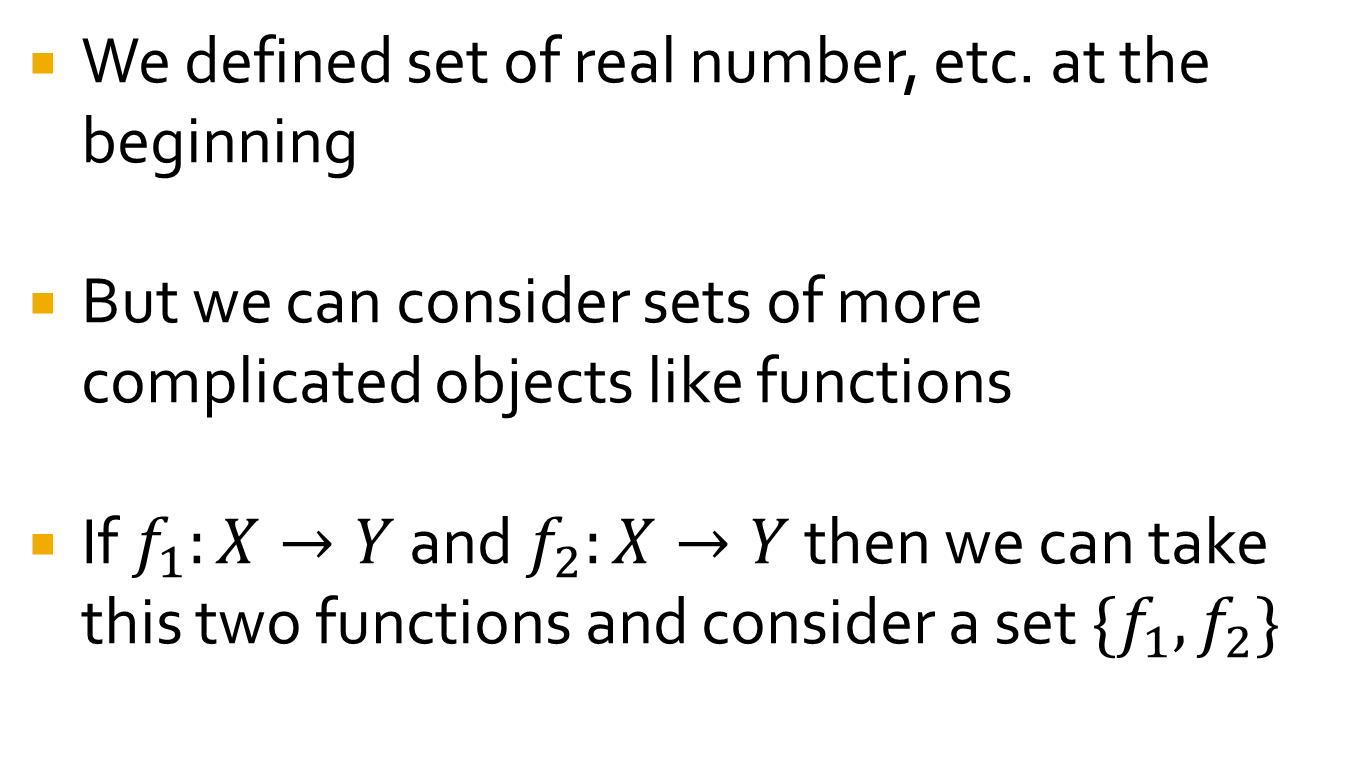 ▪ We defined set of real number, etc. at the
beginning
▪ But we can consider sets of more
complicated objects like functions
▪ If 𝑓₁: 𝑋 → 𝑌 and 𝑓₂: 𝑋 → 𝑌 then we can take
this two functions and consider a set {𝑓₁, 𝑓₂}